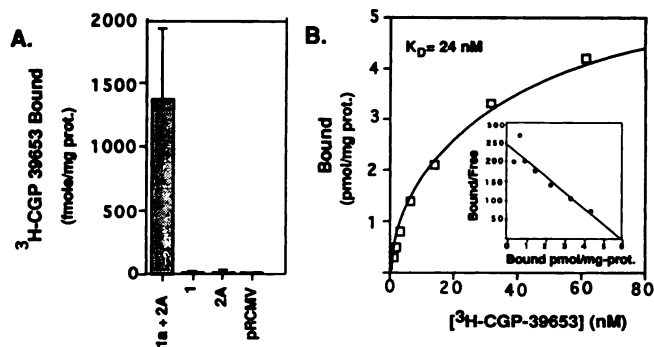 A.
³H-CGP 39653 Bound
(fmole/mg prot.)
2000
1500
1000
500
0
1a + 2A
1
2A
pRCMV
B.
K_D= 24 nM
Bound
(pmol/mg prot.)
5
4
3
2
1
0
20
40
60
80
[³H-CGP-39653] (nM)
Bound/Free
300
250
200
150
100
50
0
1
2
3
4
5
6
Bound pmol/mg-prot.